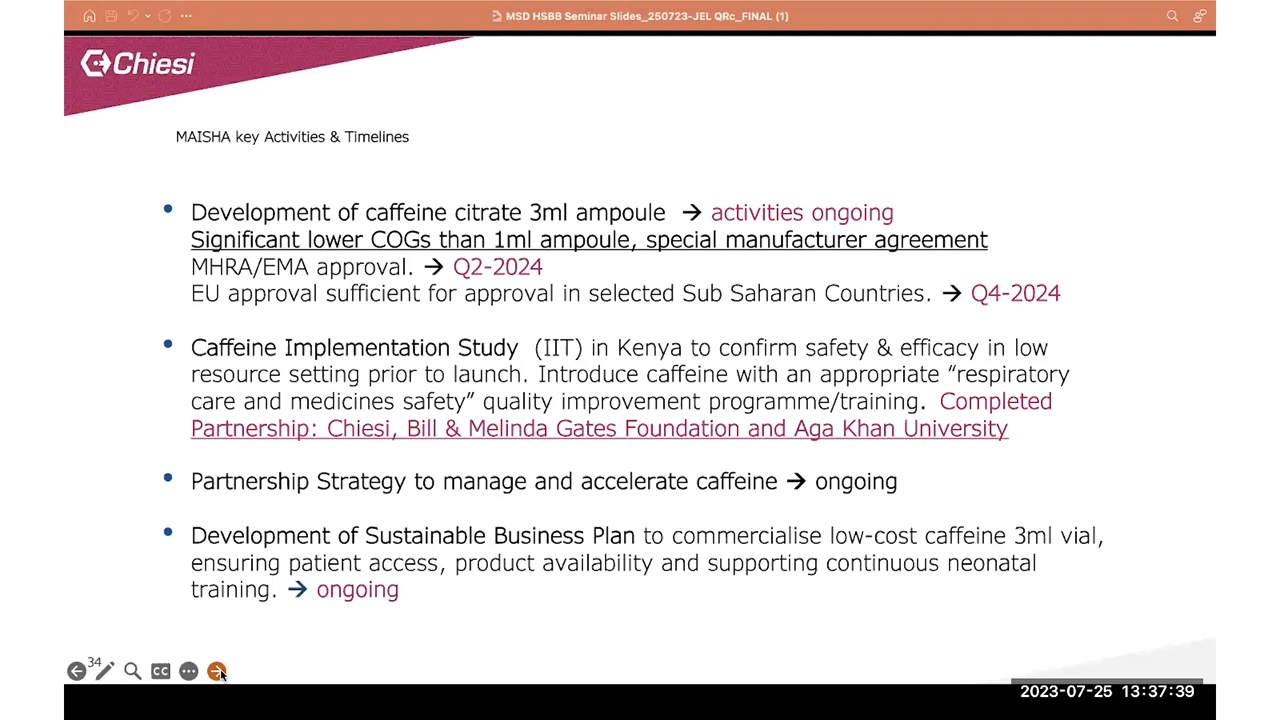 MSD HSBB Seminar Slides_250723-JEL QRc_FINAL (1)
Chiesi
MAISHA key Activities & Timelines
• Development of caffeine citrate 3ml ampoule → activities ongoing
Significant lower COGs than 1ml ampoule, special manufacturer agreement
MHRA/EMA approval. → Q2-2024
EU approval sufficient for approval in selected Sub Saharan Countries. → Q4-2024
• Caffeine Implementation Study (IIT) in Kenya to confirm safety & efficacy in low
resource setting prior to launch. Introduce caffeine with an appropriate “respiratory
care and medicines safety” quality improvement programme/training. Completed
Partnership: Chiesi, Bill & Melinda Gates Foundation and Aga Khan University
• Partnership Strategy to manage and accelerate caffeine → ongoing
• Development of Sustainable Business Plan to commercialise low-cost caffeine 3ml vial,
ensuring patient access, product availability and supporting continuous neonatal
training. → ongoing
34
CC
2023-07-25 13:37:39